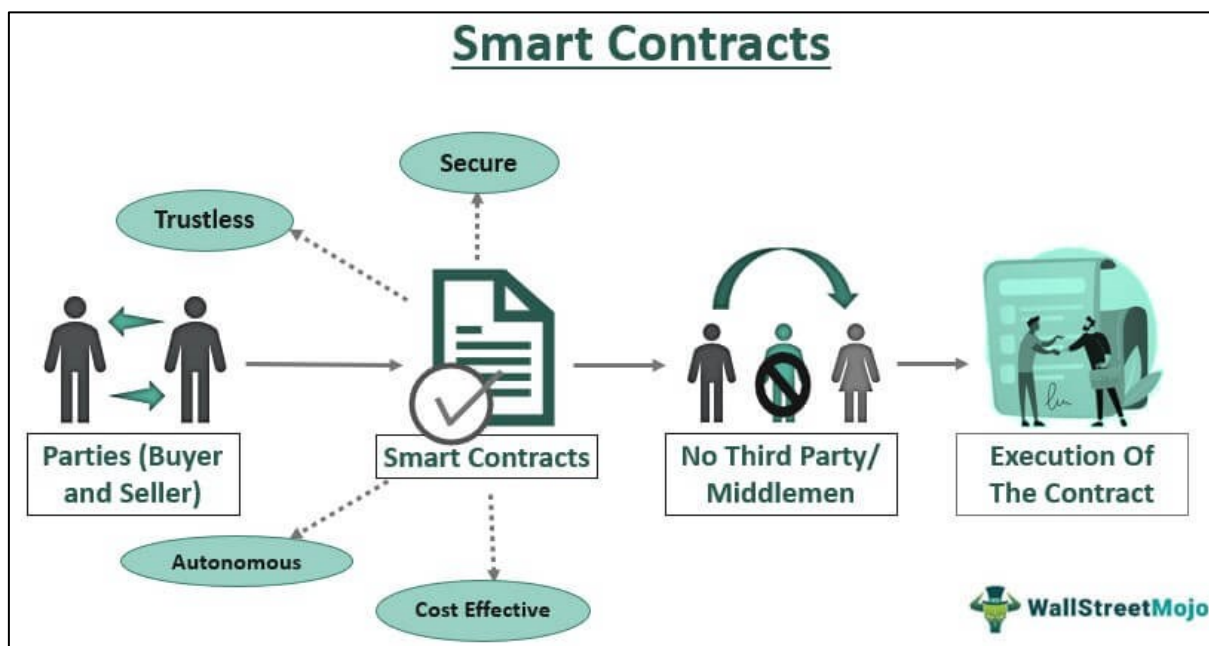 Smart Contracts
Secure
Trustless
Parties (Buyer
and Seller)
Smart Contracts
No Third Party/
Middlemen
Execution Of
The Contract
Autonomous
Cost Effective
WallStreetMojo